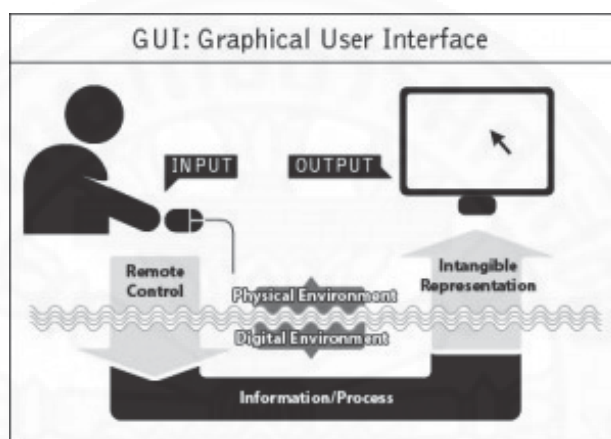 GUI: Graphical User Interface
INPUT
OUTPUT
Remote
Control
Intangible
Representation
Physical Environment
Digital Environment
Information/Process